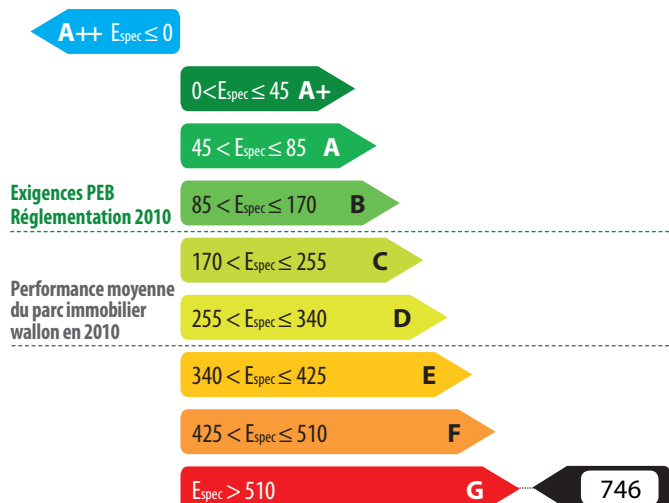 A++ Espec ≤ 0
0<Espec ≤ 45 A+
45 < Espec ≤ 85 A
Exigences PEB
Réglementation 2010
85 < Espec ≤ 170 B
170 < Espec ≤ 255 C
Performance moyenne
du parc immobilier
wallon en 2010
255 < Espec ≤ 340 D
340 < Espec ≤ 425 E
425 < Espec ≤ 510 F
Espec > 510 G
746